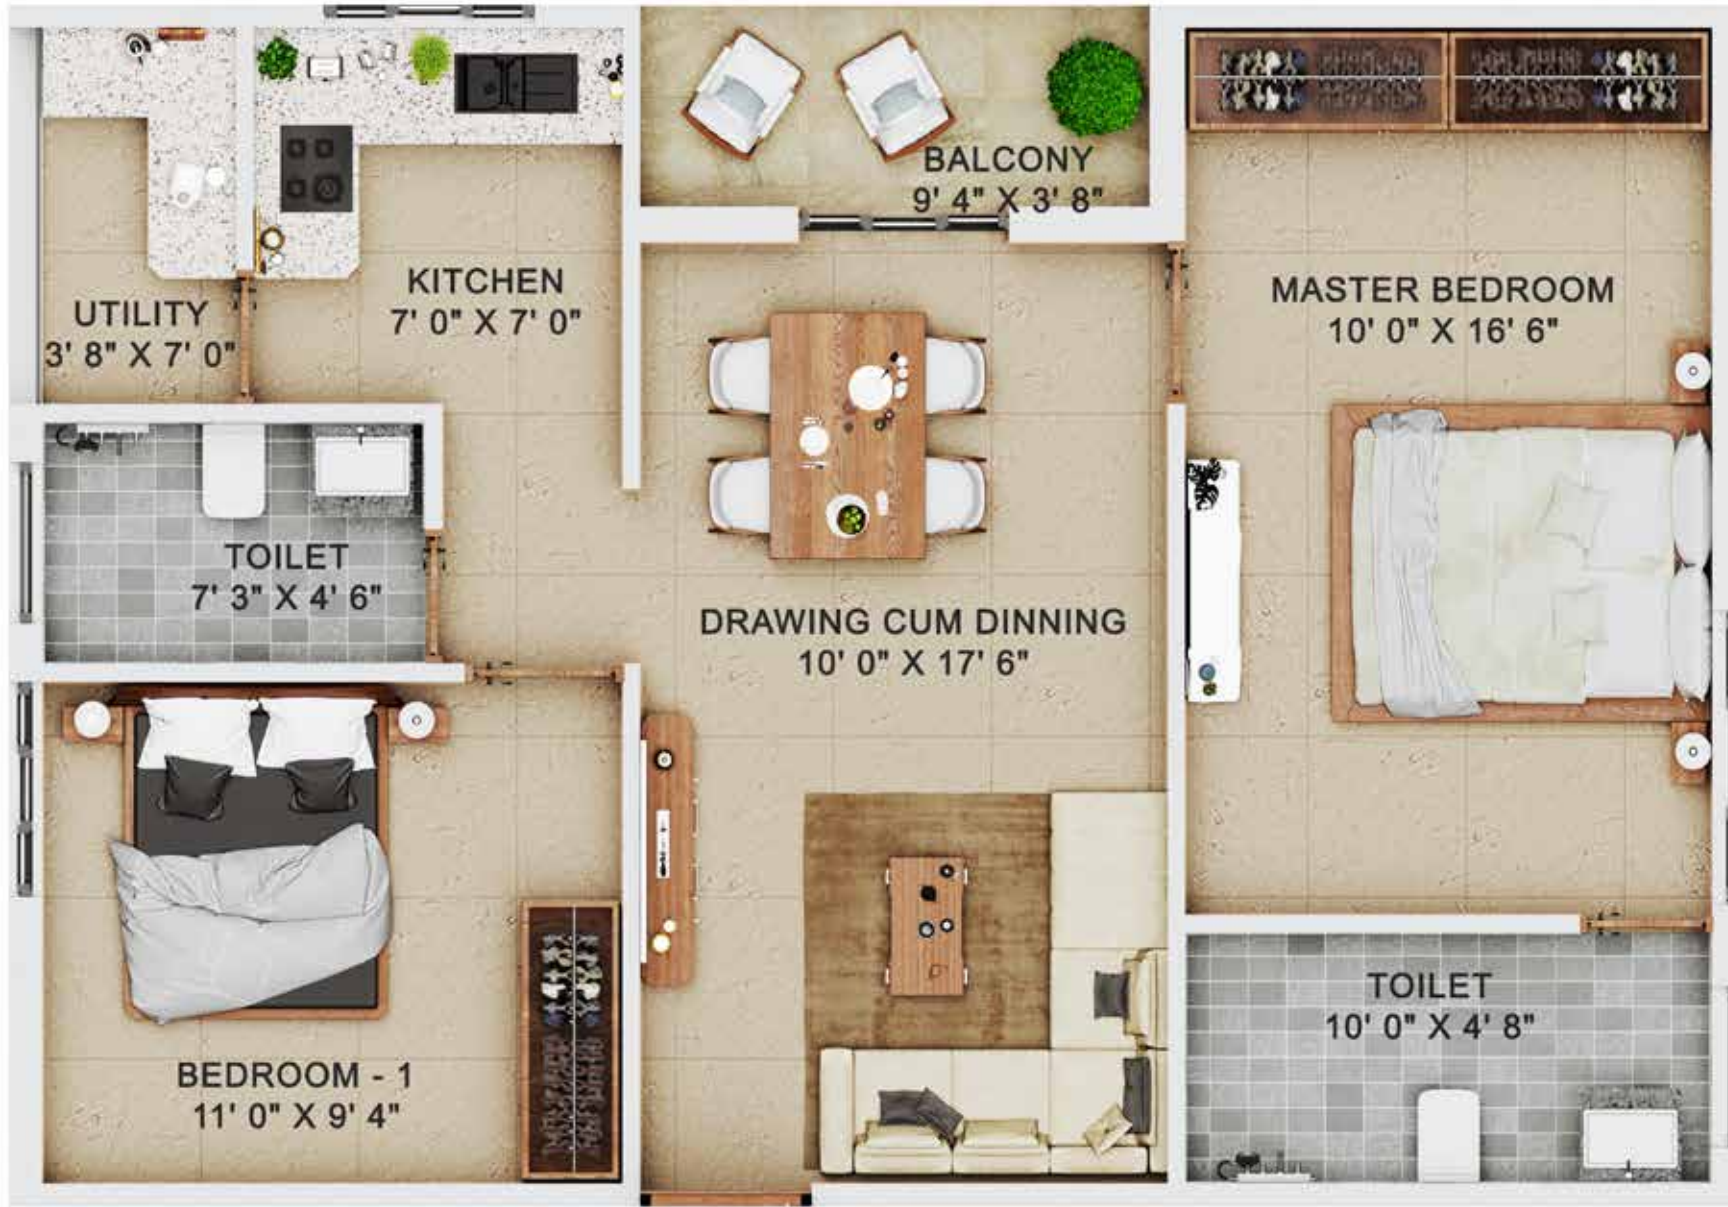 BALCONY
9' 4" X 3' 8"
KITCHEN
7' 0" X 7' 0"
UTILITY
3' 8" X 7' 0"
MASTER BEDROOM
10' 0" X 16' 6"
TOILET
7' 3" X 4' 6"
DRAWING CUM DINNING
10' 0" X 17' 6"
TOILET
10' 0" X 4' 8"
BEDROOM - 1
11' 0" X 9' 4"